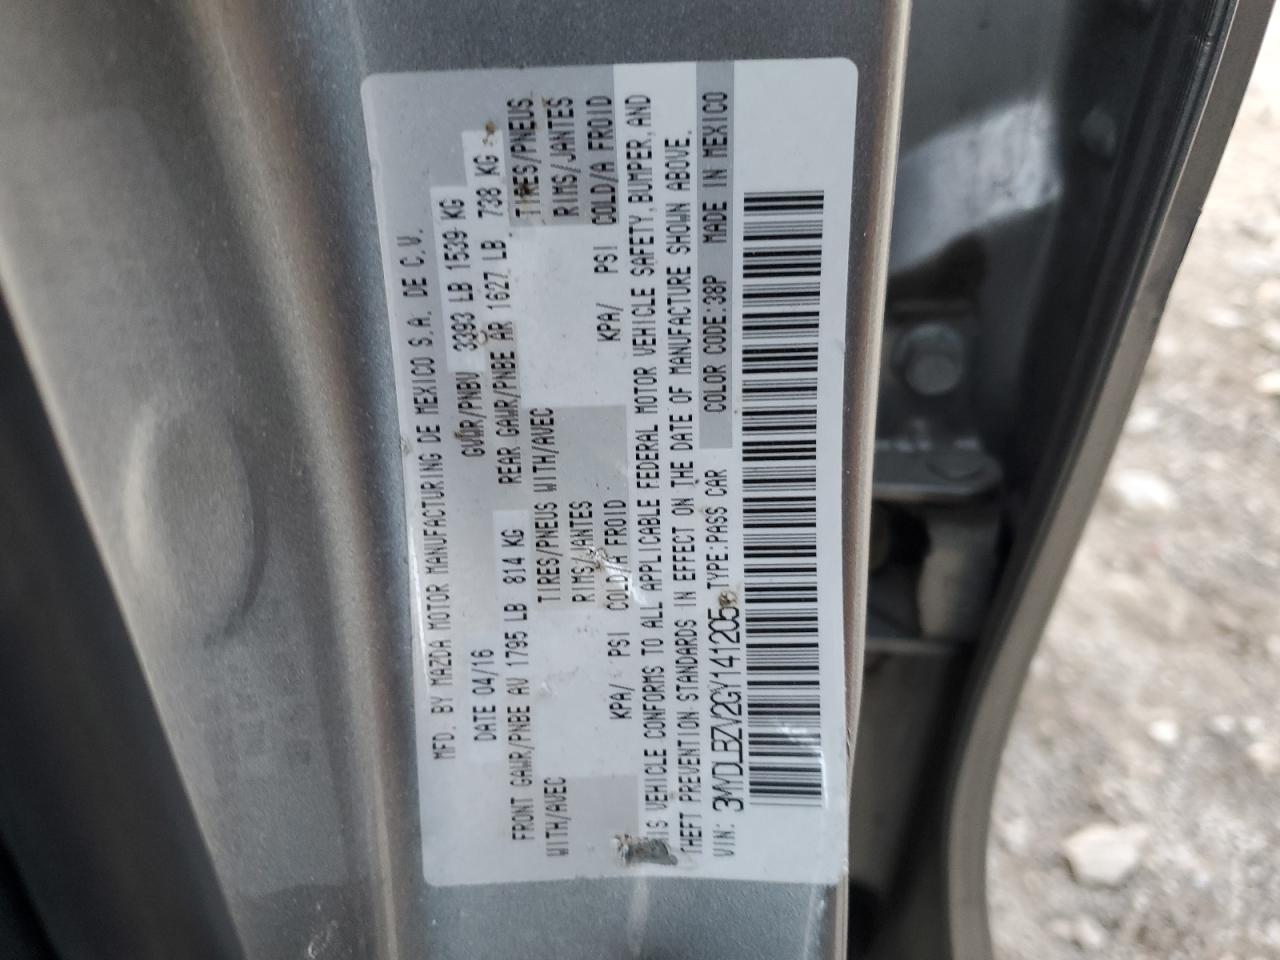 MFD. BY MAZDA MOTOR MANUFACTURING DE MEXICO S.A. DE C.V.
DATE 04/16 GVWR/PNBV 3393 LB 1539 KG
FRONT GAWR/PNBE AV 1795 LB 814 KG REAR GAWR/PNBE AR 1627 LB 738 KG
WITH/AVEC TIRES/PNEUS WITH/AVEC TIRES/PNEUS
RIMS/JANTES RIMS/JANTES
KPA/ PSI COLD/A FROID KPA/ PSI COLD/A FROID
VEHICLE CONFORMS TO ALL APPLICABLE FEDERAL MOTOR VEHICLE SAFETY, BUMPER, AND
THEFT PREVENTION STANDARDS IN EFFECT ON THE DATE OF MANUFACTURE SHOWN ABOVE.
VIN: 3MYDLBZV2GY141205 TYPE:PASS CAR COLOR CODE:38P MADE IN MEXICO